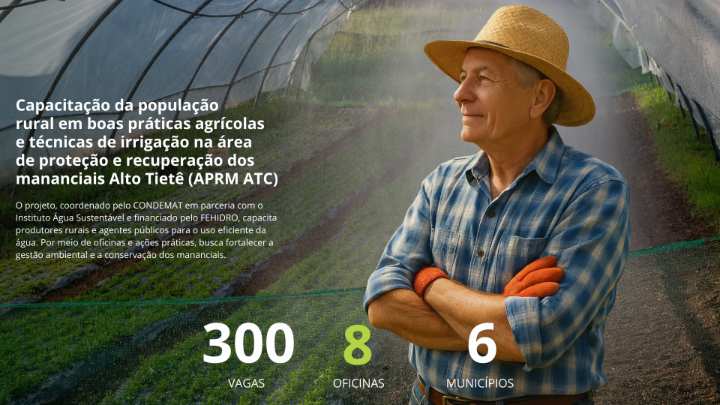 Capacitação da população
rural em boas práticas agrícolas
e técnicas de irrigação na área
de proteção e recuperação dos
mananciais Alto Tietê (APRM ATC)
O projeto, coordenado pelo CONDEMAT em parceria com o
Instituto Água Sustentável e financiado pelo FEHIDRO, capacita
produtores rurais e agentes públicos para o uso eficiente da
água. Por meio de oficinas e ações práticas, busca fortalecer a
gestão ambiental e a conservação dos mananciais.
300 8 6
VAGAS OFICINAS MUNICÍPIOS